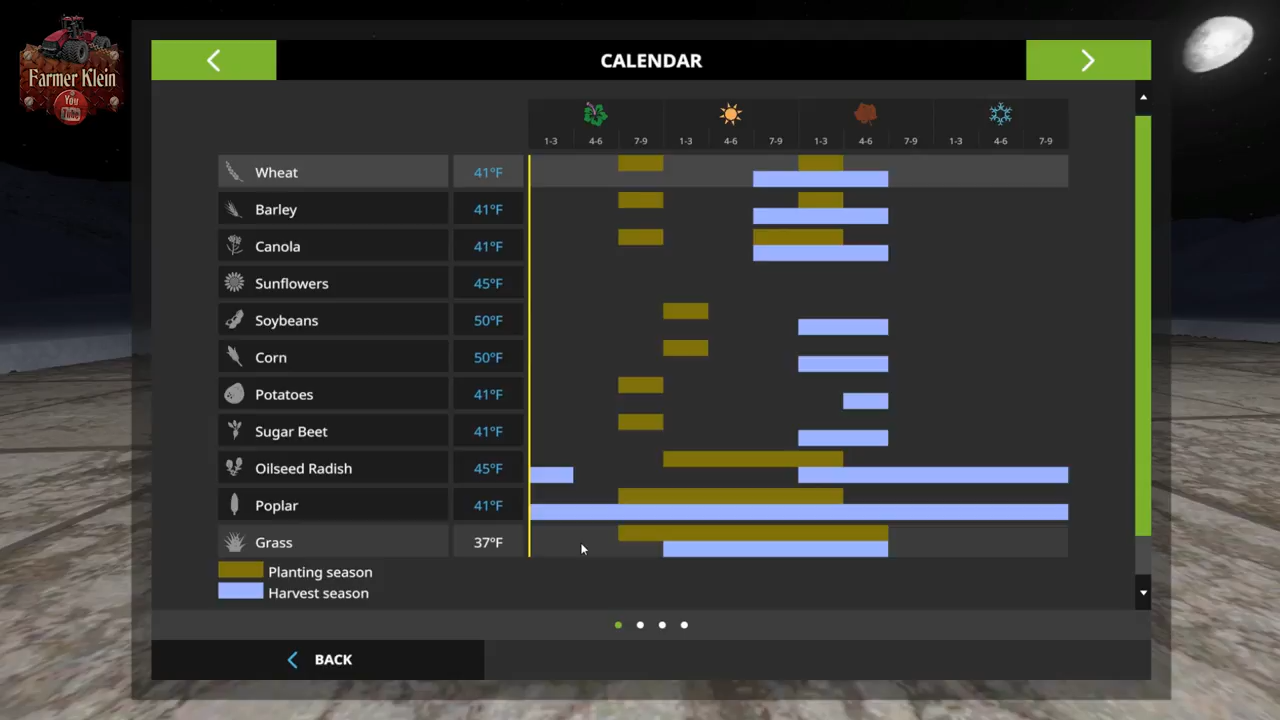 Farmer Klein
You
Tube
CALENDAR
1-3 4-6 7-9 1-3 4-6 7-9 1-3 4-6 7-9 1-3 4-6 7-9
Wheat 41°F
Barley 41°F
Canola 41°F
Sunflowers 45°F
Soybeans 50°F
Corn 50°F
Potatoes 41°F
Sugar Beet 41°F
Oilseed Radish 45°F
Poplar 41°F
Grass 37°F
Planting season
Harvest season
BACK